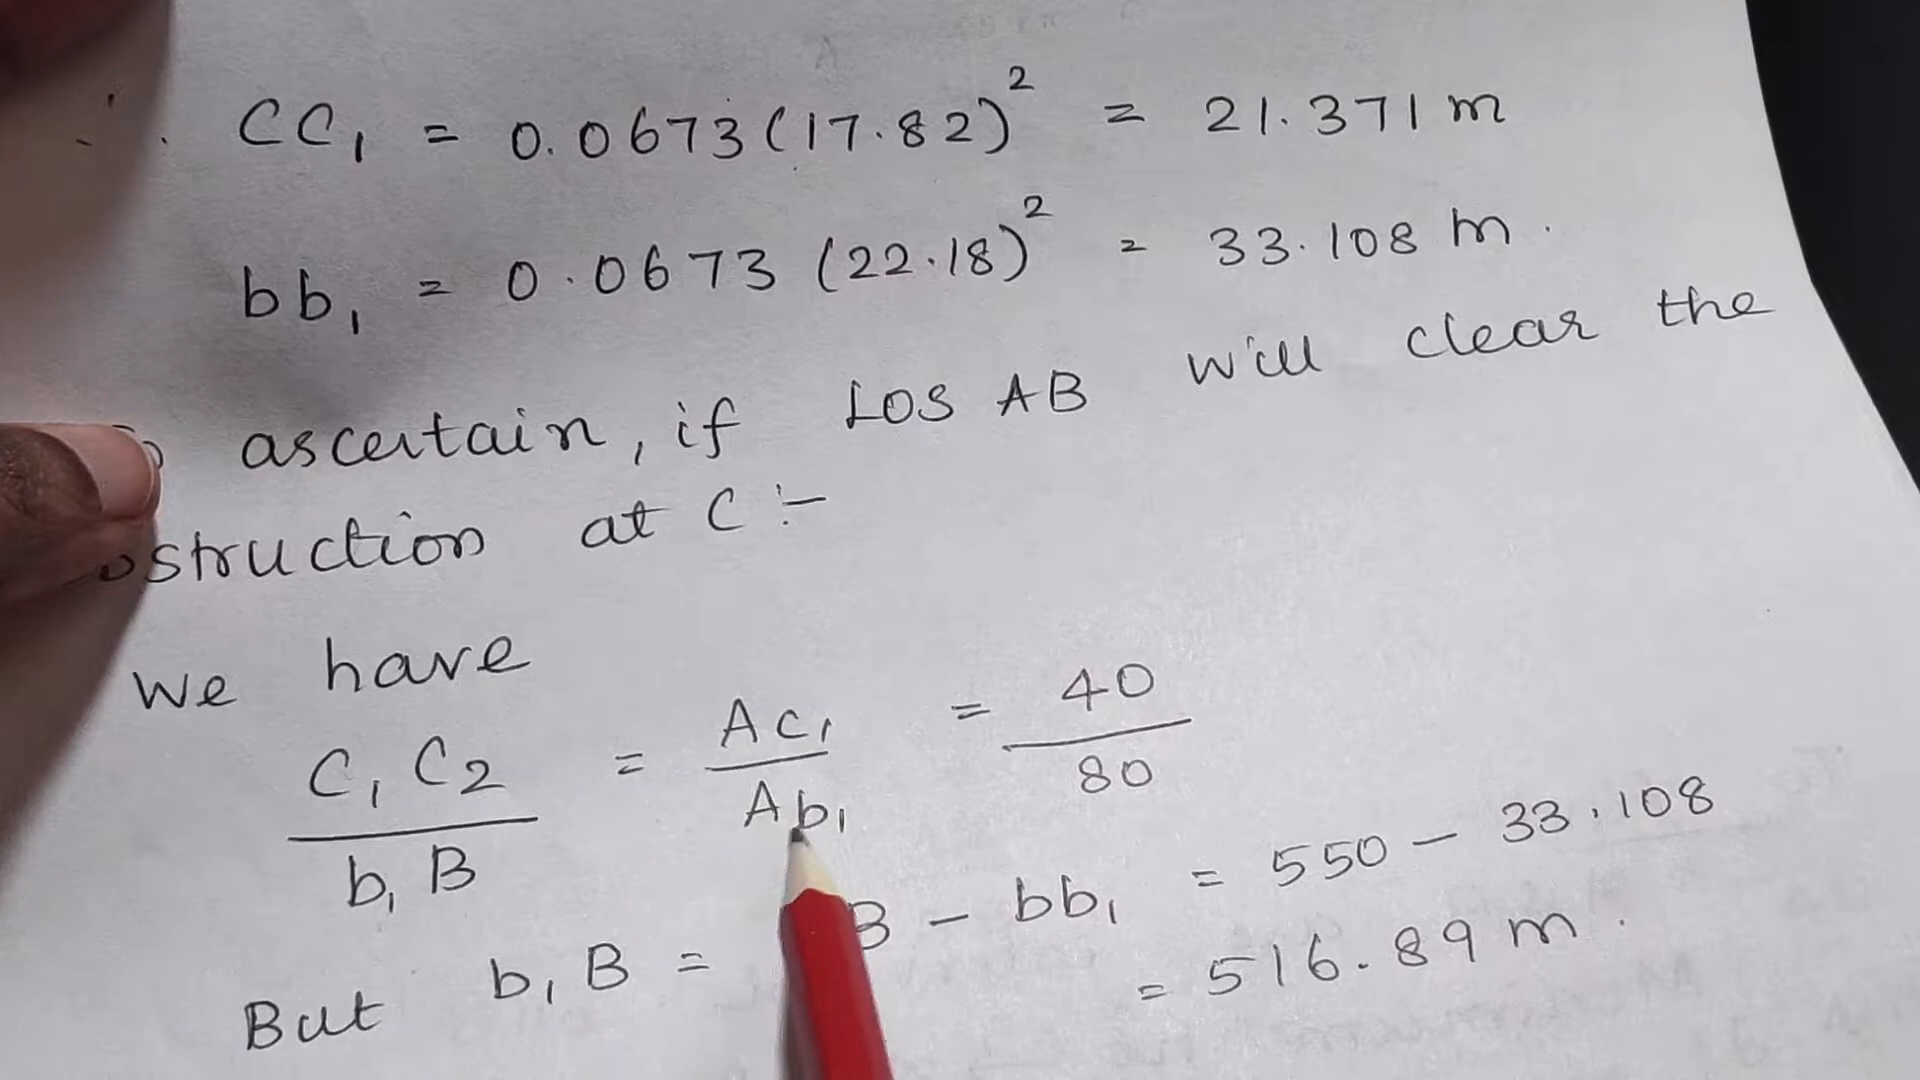 ∴ CC₁ = 0.0673(17.82)² = 21.371 m
bb₁ = 0.0673 (22.18)² = 33.108 m.
ascertain, if LOS AB will clear the
struction at C :-
We have
C₁C₂ / b₁B = AC₁ / Ab₁ = 40 / 80
But b₁B = B - bb₁ = 550 - 33.108
= 516.89 m.